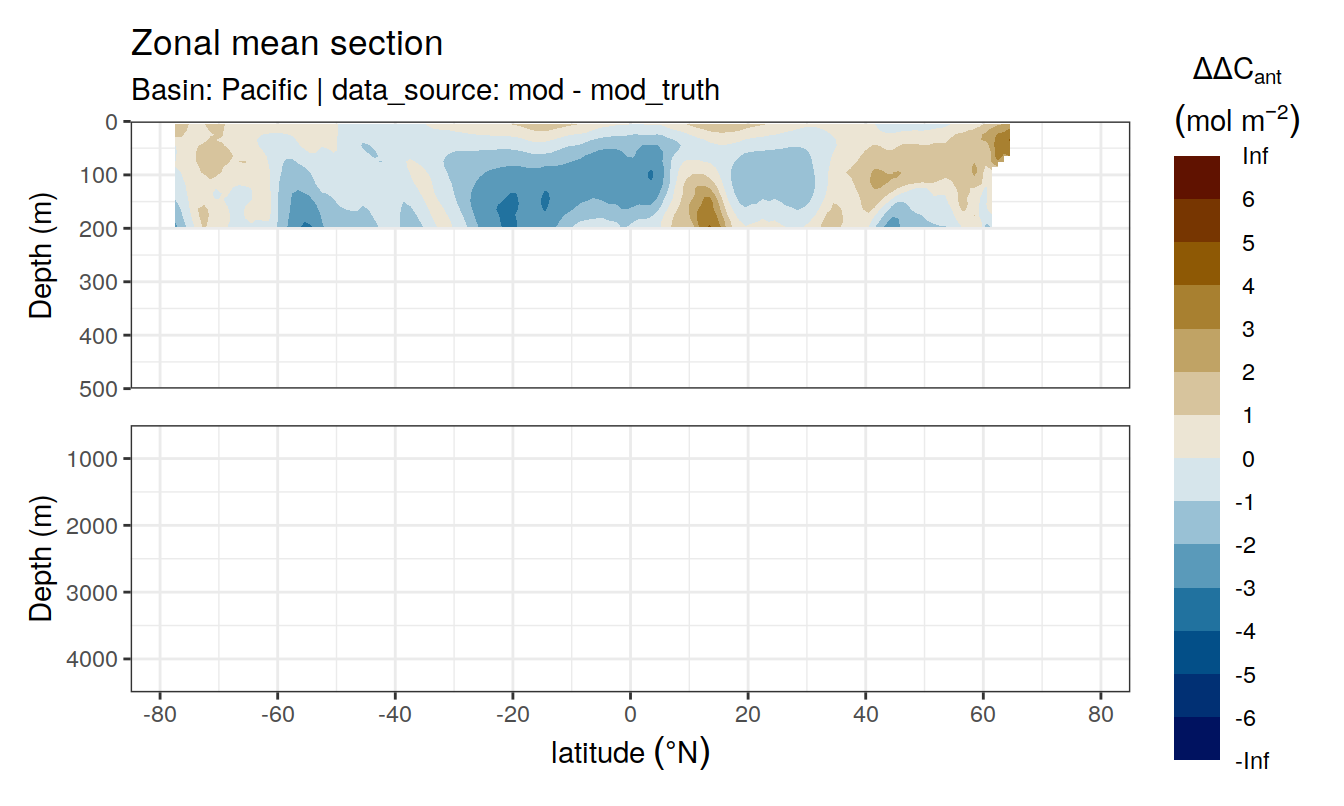 Zonal mean section
Basin: Pacific | data_source: mod - mod_truth
ΔΔCant
(mol m−2)
0
100
200
300
400
500
Depth (m)
1000
2000
3000
4000
Depth (m)
-80 -60 -40 -20 0 20 40 60 80
latitude (°N)
Inf
6
5
4
3
2
1
0
-1
-2
-3
-4
-5
-6
-Inf